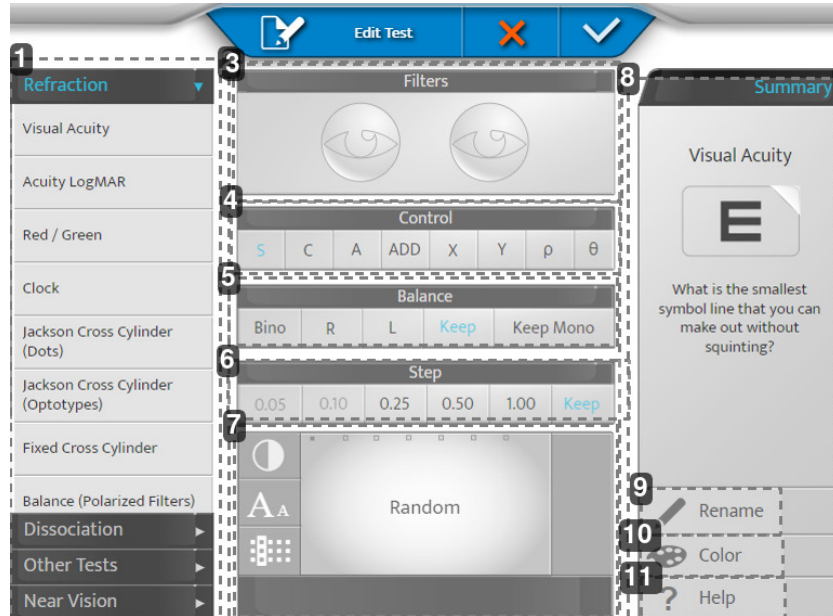 Edit Test
1
Refraction
Visual Acuity
Acuity LogMAR
Red / Green
Clock
Jackson Cross Cylinder
(Dots)
Jackson Cross Cylinder
(Optotypes)
Fixed Cross Cylinder
Balance (Polarized Filters)
Dissociation
Other Tests
Near Vision
3
Filters
4
Control
S C A ADD X Y ρ θ
5
Balance
Bino R L Keep Keep Mono
6
Step
0.05 0.10 0.25 0.50 1.00 Keep
7
A A
Random
8
Summary
Visual Acuity
E
What is the smallest
symbol line that you can
make out without
squinting?
9
Rename
10
Color
11
? Help